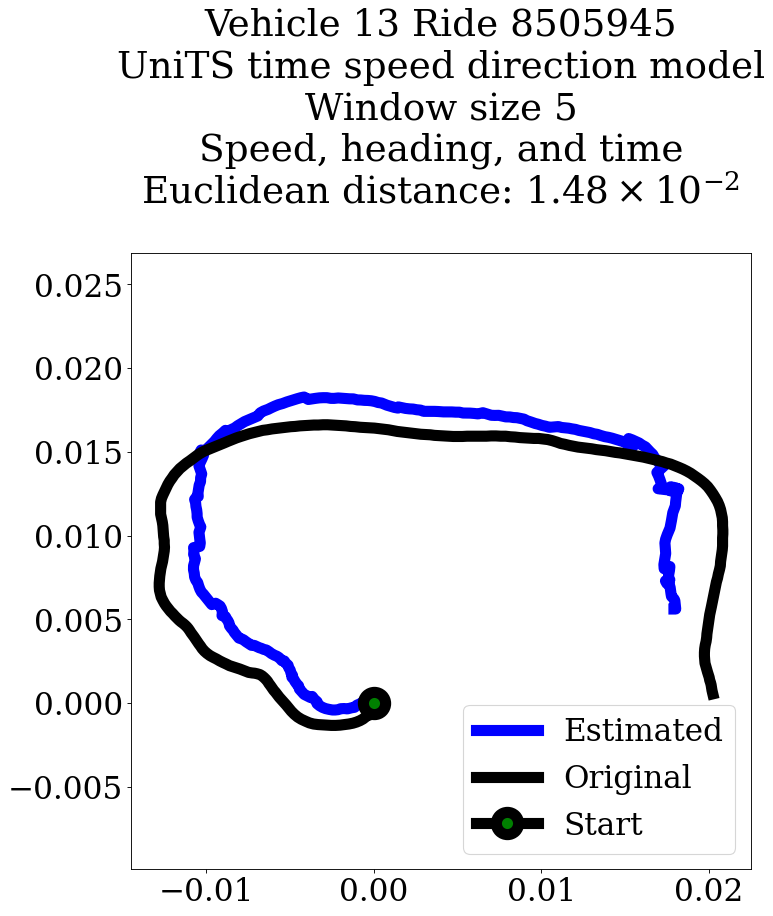 Vehicle 13 Ride 8505945
UniTS time speed direction model
Window size 5
Speed, heading, and time
Euclidean distance: 1.48 × 10⁻²
0.025
0.020
0.015
0.010
0.005
0.000
−0.005
−0.01
0.00
0.01
0.02
Estimated
Original
Start